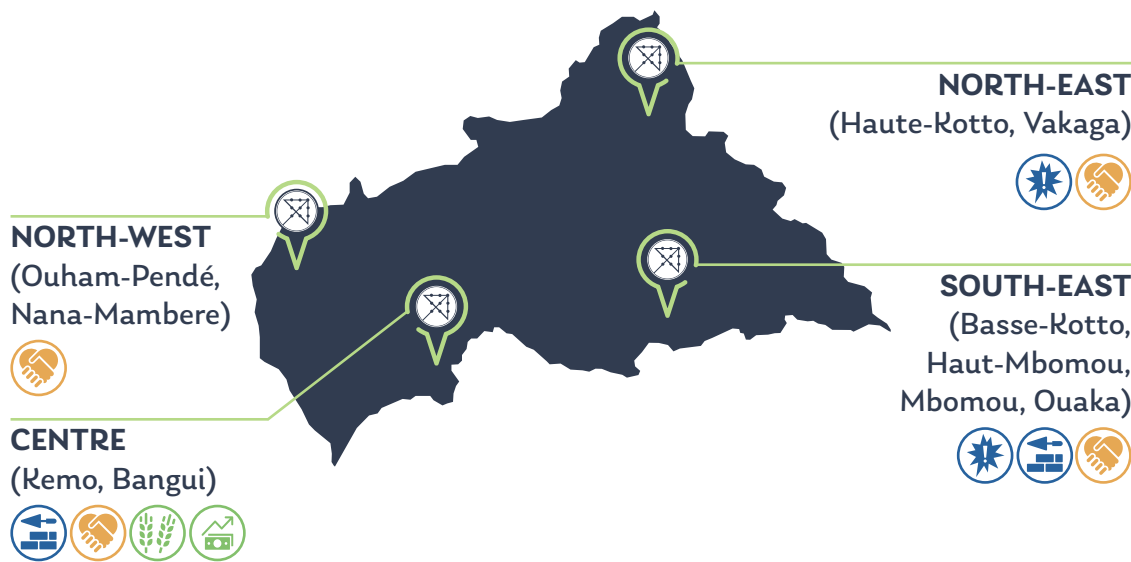 NORTH-EAST
(Haute-Kotto, Vakaga)
NORTH-WEST
(Ouham-Pendé,
Nana-Mambere)
SOUTH-EAST
(Basse-Kotto,
Haut-Mbomou,
Mbomou, Ouaka)
CENTRE
(Kemo, Bangui)